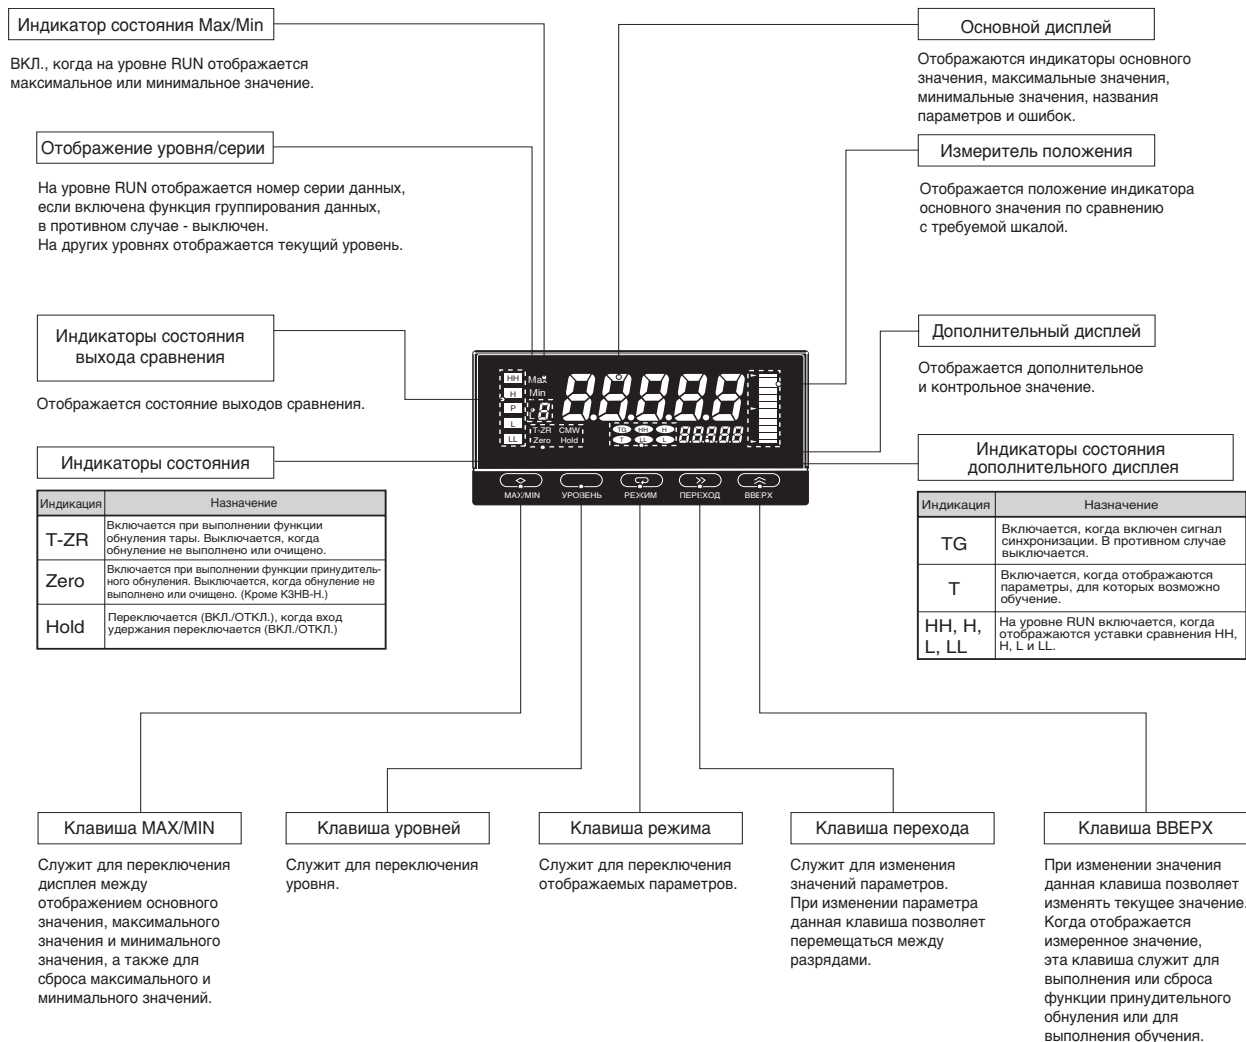 Индикатор состояния Max/Min
ВКЛ., когда на уровне RUN отображается
максимальное или минимальное значение.
Отображение уровня/серии
На уровне RUN отображается номер серии данных,
если включена функция группирования данных,
в противном случае - выключен.
На других уровнях отображается текущий уровень.
Индикаторы состояния
выхода сравнения
Отображается состояние выходов сравнения.
Индикаторы состояния
Индикация Назначение
T-ZR Включается при выполнении функции
обнуления тары. Выключается, когда
обнуление не выполнено или очищено.
Zero Включается при выполнении функции принудитель-
ного обнуления. Выключается, когда обнуление не
выполнено или очищено. (Кроме K3HB-H.)
Hold Переключается (ВКЛ./ОТКЛ.), когда вход
удержания переключается (ВКЛ./ОТКЛ.)
Основной дисплей
Отображаются индикаторы основного
значения, максимальные значения,
минимальные значения, названия
параметров и ошибок.
Измеритель положения
Отображается положение индикатора
основного значения по сравнению
с требуемой шкалой.
Дополнительный дисплей
Отображается дополнительное
и контрольное значение.
Индикаторы состояния
дополнительного дисплея
Индикация Назначение
TG Включается, когда включен сигнал
синхронизации. В противном случае
выключается.
T Включается, когда отображаются
параметры, для которых возможно
обучение.
HH, H,
L, LL
На уровне RUN включается, когда
отображаются уставки сравнения HH,
H, L и LL.
HH Max 8.8.8.8.8
H Min
P 8
L T-ZR CMW TG HH H
LL Zero Hold T LL L 8.8.8.8.8
MAX/MIN УРОВЕНЬ РЕЖИМ ПЕРЕХОД ВВЕРХ
Клавиша MAX/MIN
Служит для переключения
дисплея между
отображением основного
значения, максимального
значения и минимального
значения, а также для
сброса максимального и
минимального значений.
Клавиша уровней
Служит для переключения
уровня.
Клавиша режима
Служит для переключения
отображаемых параметров.
Клавиша перехода
Служит для изменения
значений параметров.
При изменении параметра
данная клавиша позволяет
перемещаться между
разрядами.
Клавиша ВВЕРХ
При изменении значения
данная клавиша позволяет
изменять текущее значение.
Когда отображается
измеренное значение,
эта клавиша служит для
выполнения или сброса
функции принудительного
обнуления или для
выполнения обучения.